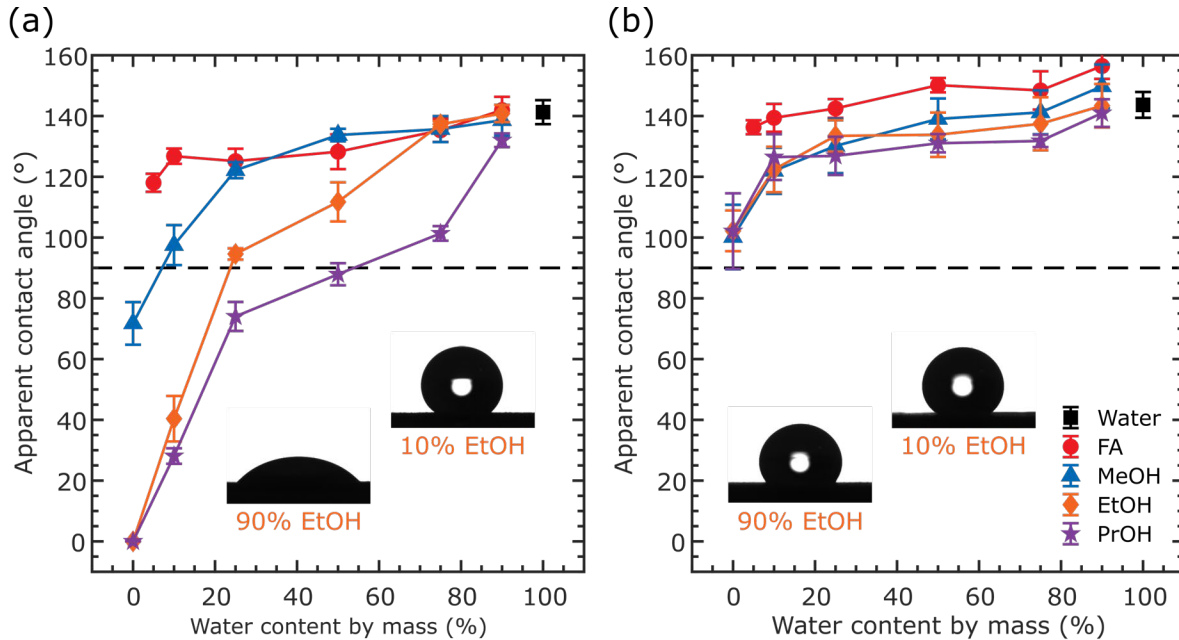 (a)
160
140
120
100
80
60
40
20
0
Apparent contact angle (°)
0 20 40 60 80 100
Water content by mass (%)
90% EtOH
10% EtOH
(b)
160
140
120
100
80
60
40
20
0
Apparent contact angle (°)
0 20 40 60 80 100
Water content by mass (%)
90% EtOH
10% EtOH
Water
FA
MeOH
EtOH
PrOH